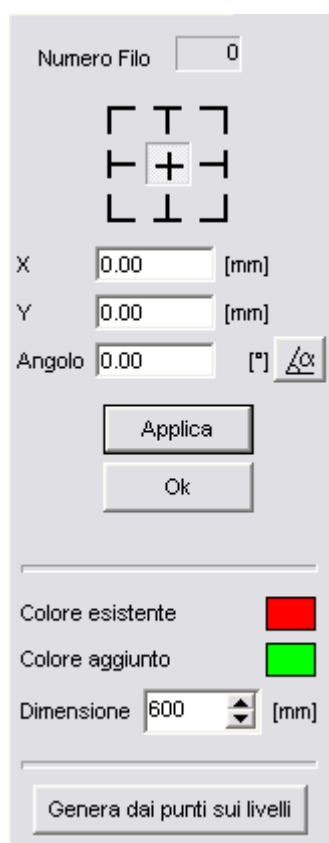 Numero Filo 0
X 0.00 [mm]
Y 0.00 [mm]
Angolo 0.00 [°] α
Applica
Ok
Colore esistente
Colore aggiunto
Dimensione 600 [mm]
Genera dai punti sui livelli